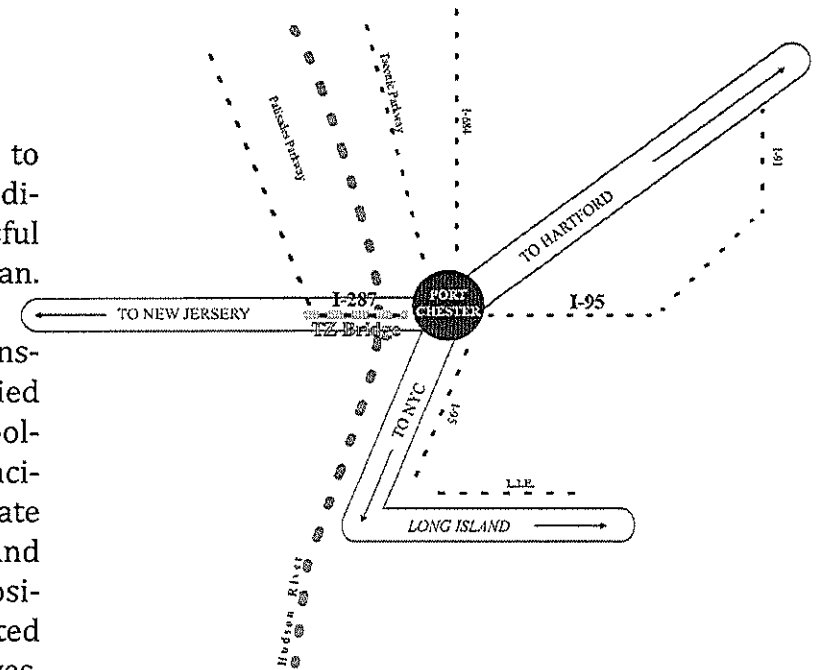 to
di-
ful
an.
ns-
ied
ol-
aci-
ate
and
osi-
ted
Palisades Parkway
Taconic Parkway
I-684
I-91
TO HARTFORD
PORT
CHESTER
I-287
TO NEW JERSERY
TZ Bridge
I-95
TO NYC
I-95
L.I.E.
LONG ISLAND
Hudson River